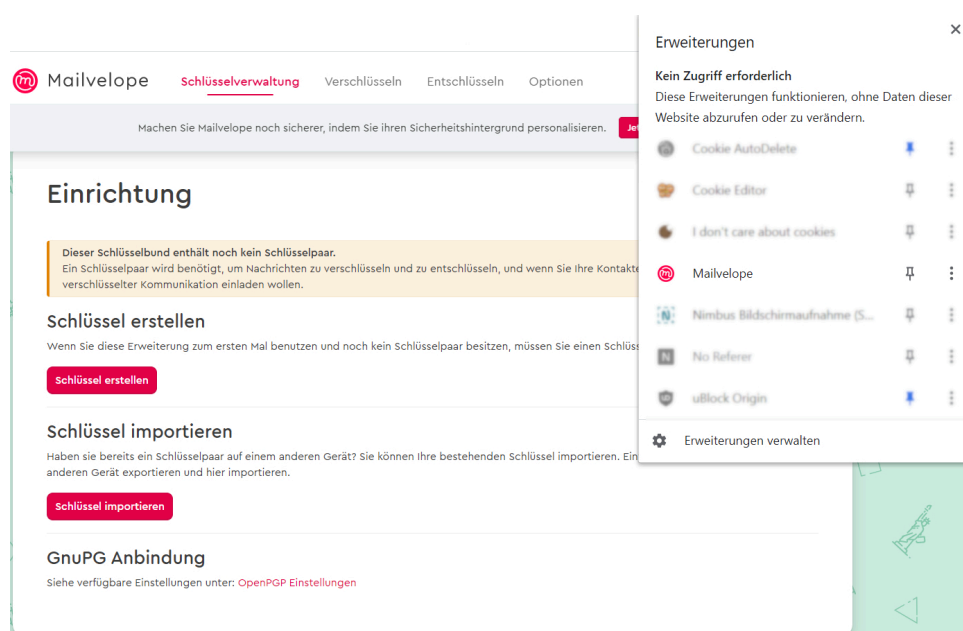 Mailvelope
Schlüsselverwaltung
Verschlüsseln
Entschlüsseln
Optionen
Machen Sie Mailvelope noch sicherer, indem Sie ihren Sicherheitshintergrund personalisieren.
Einrichtung
Dieser Schlüsselbund enthält noch kein Schlüsselpaar.
Ein Schlüsselpaar wird benötigt, um Nachrichten zu verschlüsseln und zu entschlüsseln, und wenn Sie Ihre Kontakte
verschlüsselter Kommunikation einladen wollen.
Schlüssel erstellen
Wenn Sie diese Erweiterung zum ersten Mal benutzen und noch kein Schlüsselpaar besitzen, müssen Sie einen Schlüss
Schlüssel erstellen
Schlüssel importieren
Haben sie bereits ein Schlüsselpaar auf einem anderen Gerät? Sie können Ihre bestehenden Schlüssel importieren. Ein
anderen Gerät exportieren und hier importieren.
Schlüssel importieren
GnuPG Anbindung
Siehe verfügbare Einstellungen unter: OpenPGP Einstellungen
Erweiterungen
Kein Zugriff erforderlich
Diese Erweiterungen funktionieren, ohne Daten dieser
Website abzurufen oder zu verändern.
Cookie AutoDelete
Cookie Editor
I don't care about cookies
Mailvelope
Nimbus Bildschirmaufnahme (S...
No Referer
uBlock Origin
Erweiterungen verwalten